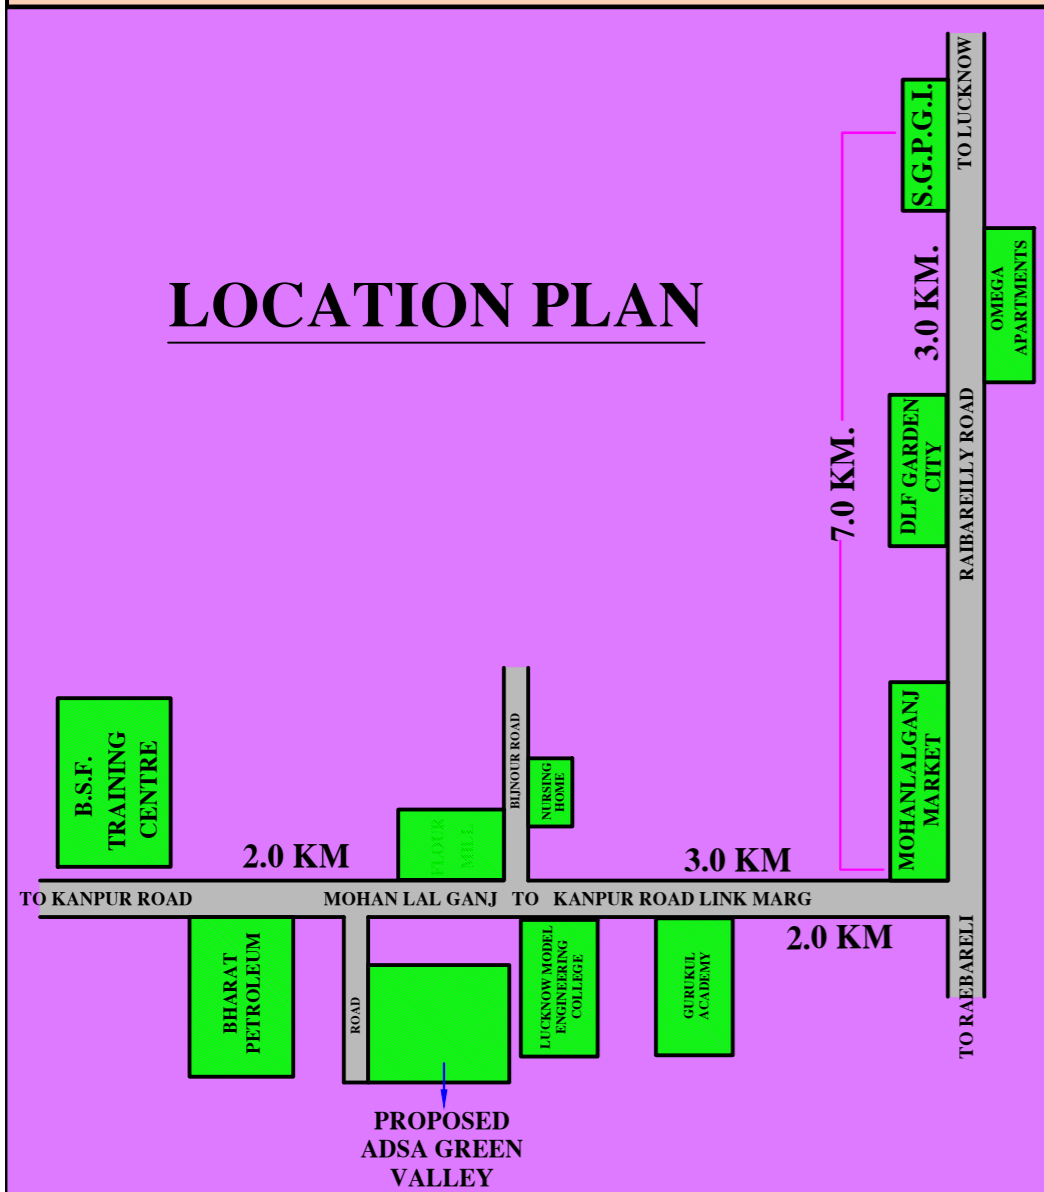 LOCATION PLAN
TO LUCKNOW
S.G.P.G.I.
3.0 KM.
OMEGA
APARTMENTS
7.0 KM.
DLF GARDEN
CITY
RAIBAREILLY ROAD
MOHANLALGANJ
MARKET
B.S.F.
TRAINING
CENTRE
BIJNOUR ROAD
NURSING
HOME
FLOUR
MILL
2.0 KM
3.0 KM
TO KANPUR ROAD
MOHAN LAL GANJ TO KANPUR ROAD LINK MARG
2.0 KM
BHARAT
PETROLEUM
ROAD
LUCKNOW MODEL
ENGINEERING
COLLEGE
GURUKUL
ACADEMY
TO RAEBARELI
PROPOSED
ADSA GREEN
VALLEY